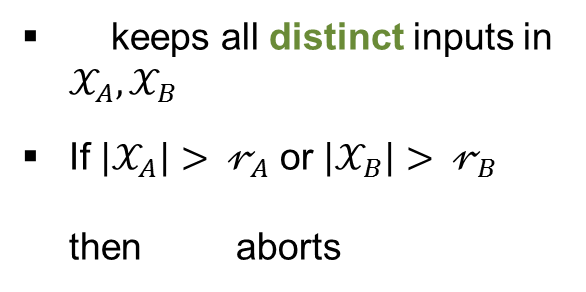 ▪ keeps all distinct inputs in
𝒳_A, 𝒳_B
▪ If |𝒳_A| > 𝓇_A or |𝒳_B| > 𝓇_B
then aborts